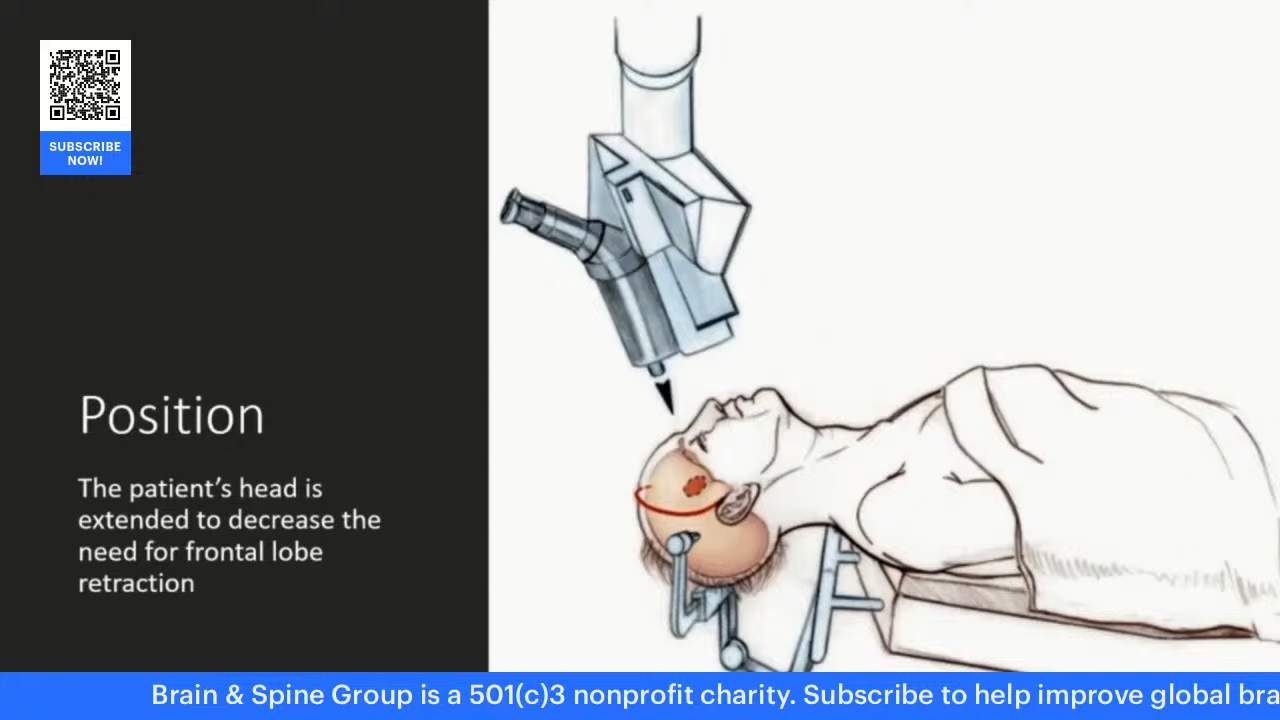 SUBSCRIBE
NOW!
Position
The patient's head is
extended to decrease the
need for frontal lobe
retraction
Brain & Spine Group is a 501(c)3 nonprofit charity. Subscribe to help improve global